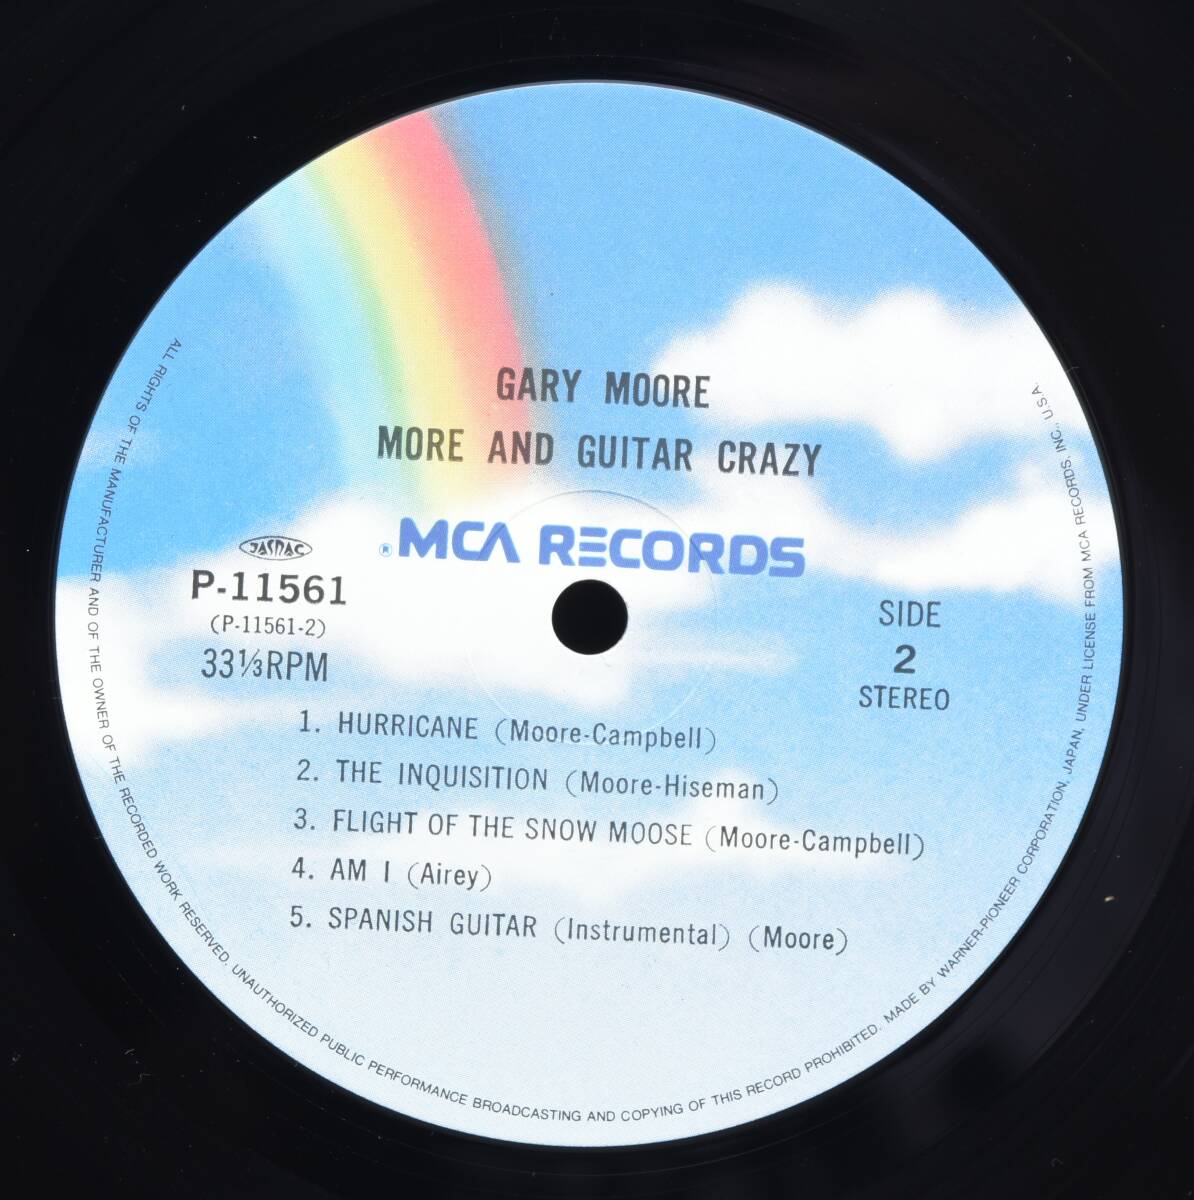 GARY MOORE
MORE AND GUITAR CRAZY
® MCA RECORDS
JASRAC
P-11561
(P-11561-2)
33⅓RPM
SIDE
2
STEREO
1. HURRICANE (Moore-Campbell)
2. THE INQUISITION (Moore-Hiseman)
3. FLIGHT OF THE SNOW MOOSE (Moore-Campbell)
4. AM I (Airey)
5. SPANISH GUITAR (Instrumental) (Moore)
ALL RIGHTS OF THE MANUFACTURER AND OF THE OWNER OF THE RECORDED WORK RESERVED. UNAUTHORIZED PUBLIC PERFORMANCE BROADCASTING AND COPYING OF THIS RECORD PROHIBITED. MADE BY WARNER-PIONEER CORPORATION, JAPAN, UNDER LICENSE FROM MCA RECORDS, INC., U.S.A.